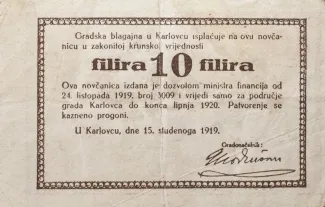 Gradska blagajna u Karlovcu isplaćuje na ovu novča-
nicu u zakonitoj krunsko vrijednosti
filira 10 filira
Ova novčanica izdana je dozvolom ministra financija od
24. listopada 1919, broj 3009 i vrijedi samo za područje
grada Karlovca do konca lipnja 1920. Patvorenje se
kazneno progoni.
U Karlovcu, dne 15. studenoga 1919.
Gradonačelnik: